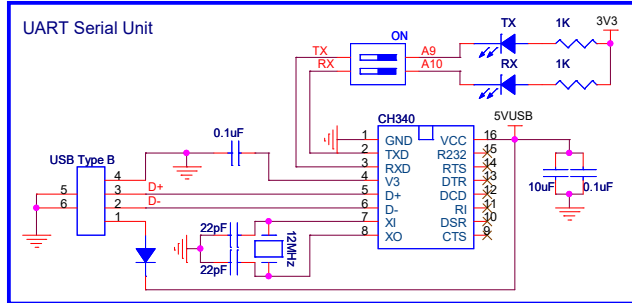 UART Serial Unit
ON
TX
1K
3V3
TX
A9
RX
A10
RX
1K
CH340
5VUSB
0.1uF
1 GND VCC 16
2 TXD R232 15
USB Type B
3 RXD RTS 14
4 V3 DTR 13
5 D+ DCD 12
6 D- RI 11
7 XI DSR 10
8 XO CTS 9
4
5 3 D+
6 2 D-
1
10uF
0.1uF
22pF
12MHz
22pF